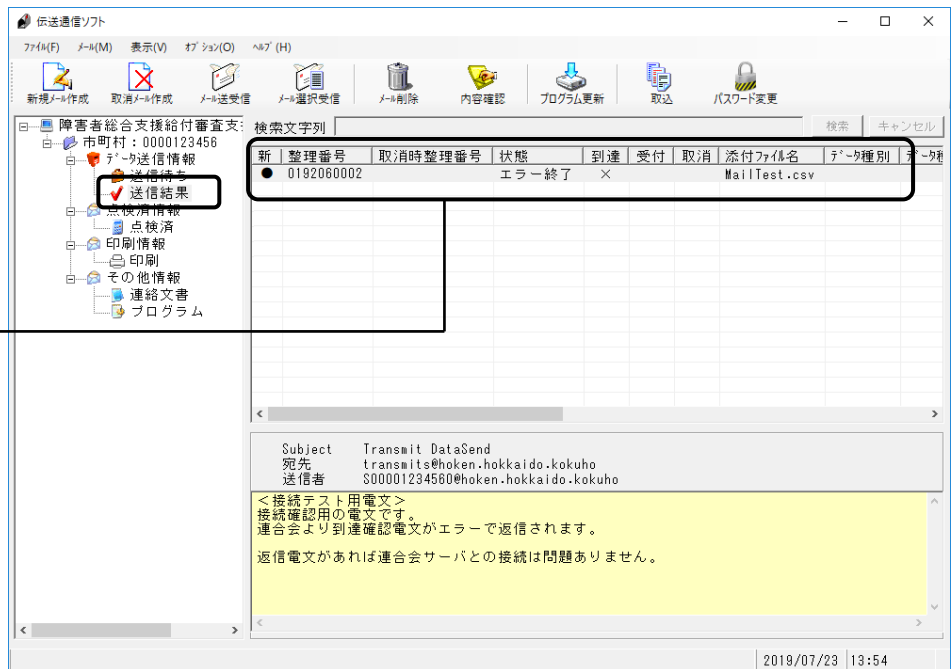 伝送通信ソフト
ﾌｧｲﾙ(F) ﾒｰﾙ(M) 表示(V) ｵﾌﾟｼｮﾝ(O) ﾍﾙﾌﾟ(H)
新規ﾒｰﾙ作成 取消ﾒｰﾙ作成 ﾒｰﾙ送受信 ﾒｰﾙ選択受信 ﾒｰﾙ削除 内容確認 ﾌﾟﾛｸﾞﾗﾑ更新 取込 ﾊﾟｽﾜｰﾄﾞ変更
障害者総合支援給付審査支
市町村：0000123456
ﾃﾞｰﾀ送信情報
送信待ち
送信結果
点検済情報
点検済
印刷情報
印刷
その他情報
連絡文書
プログラム
検索文字列 検索 キャンセル
新 整理番号 取消時整理番号 状態 到達 受付 取消 添付ﾌｧｲﾙ名 ﾃﾞｰﾀ種別 ﾃﾞｰﾀ種
● 0192060002 エラー終了 × MailTest.csv
Subject Transmit DataSend
宛先 transmits@hoken.hokkaido.kokuho
送信者 S00001234560@hoken.hokkaido.kokuho
＜接続テスト用電文＞
接続確認用の電文です。
連合会より到達確認電文がエラーで返信されます。
返信電文があれば連合会サーバとの接続は問題ありません。
2019/07/23 13:54